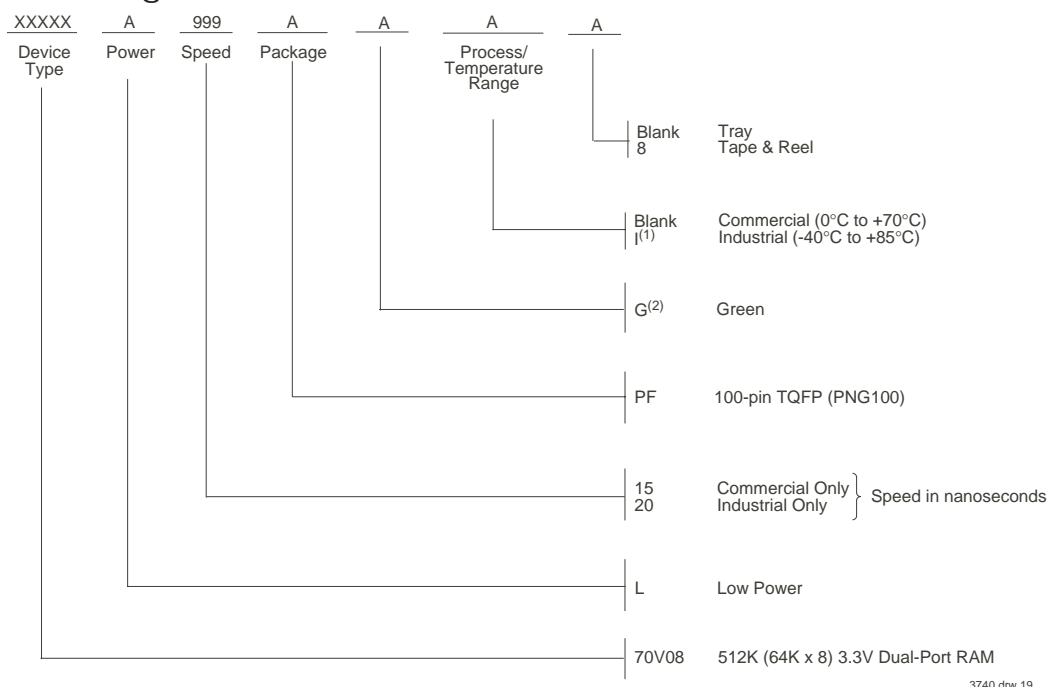 XXXXX A 999 A A A A
Device Type
Power
Speed
Package
Process/
Temperature
Range
Blank Tray
8 Tape & Reel
Blank Commercial (0°C to +70°C)
I(1) Industrial (-40°C to +85°C)
G(2) Green
PF 100-pin TQFP (PNG100)
15 Commercial Only
20 Industrial Only
Speed in nanoseconds
L Low Power
70V08 512K (64K x 8) 3.3V Dual-Port RAM
3740 drw 19